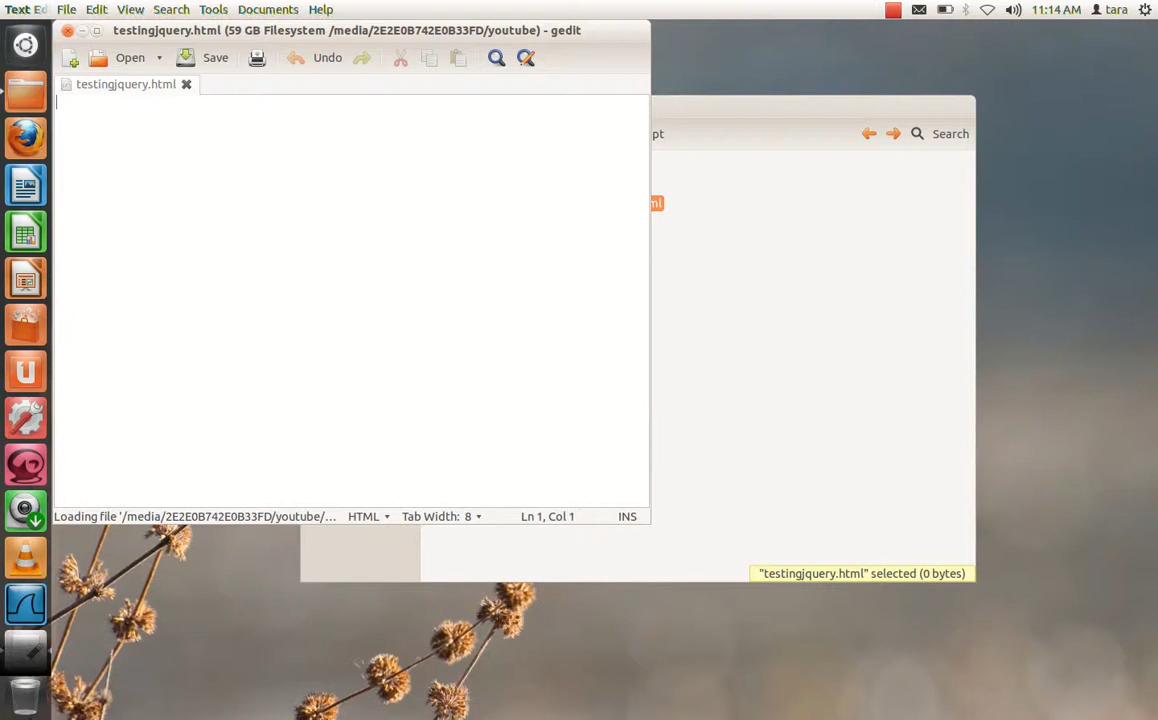 Text Ed File Edit View Search Tools Documents Help 11:14 AM tara
testingjquery.html (59 GB Filesystem /media/2E2E0B742E0B33FD/youtube) - gedit
Open Save Undo
testingjquery.html
pt Search
ml
Loading file '/media/2E2E0B742E0B33FD/youtube/... HTML Tab Width: 8 Ln 1, Col 1 INS
"testingjquery.html" selected (0 bytes)